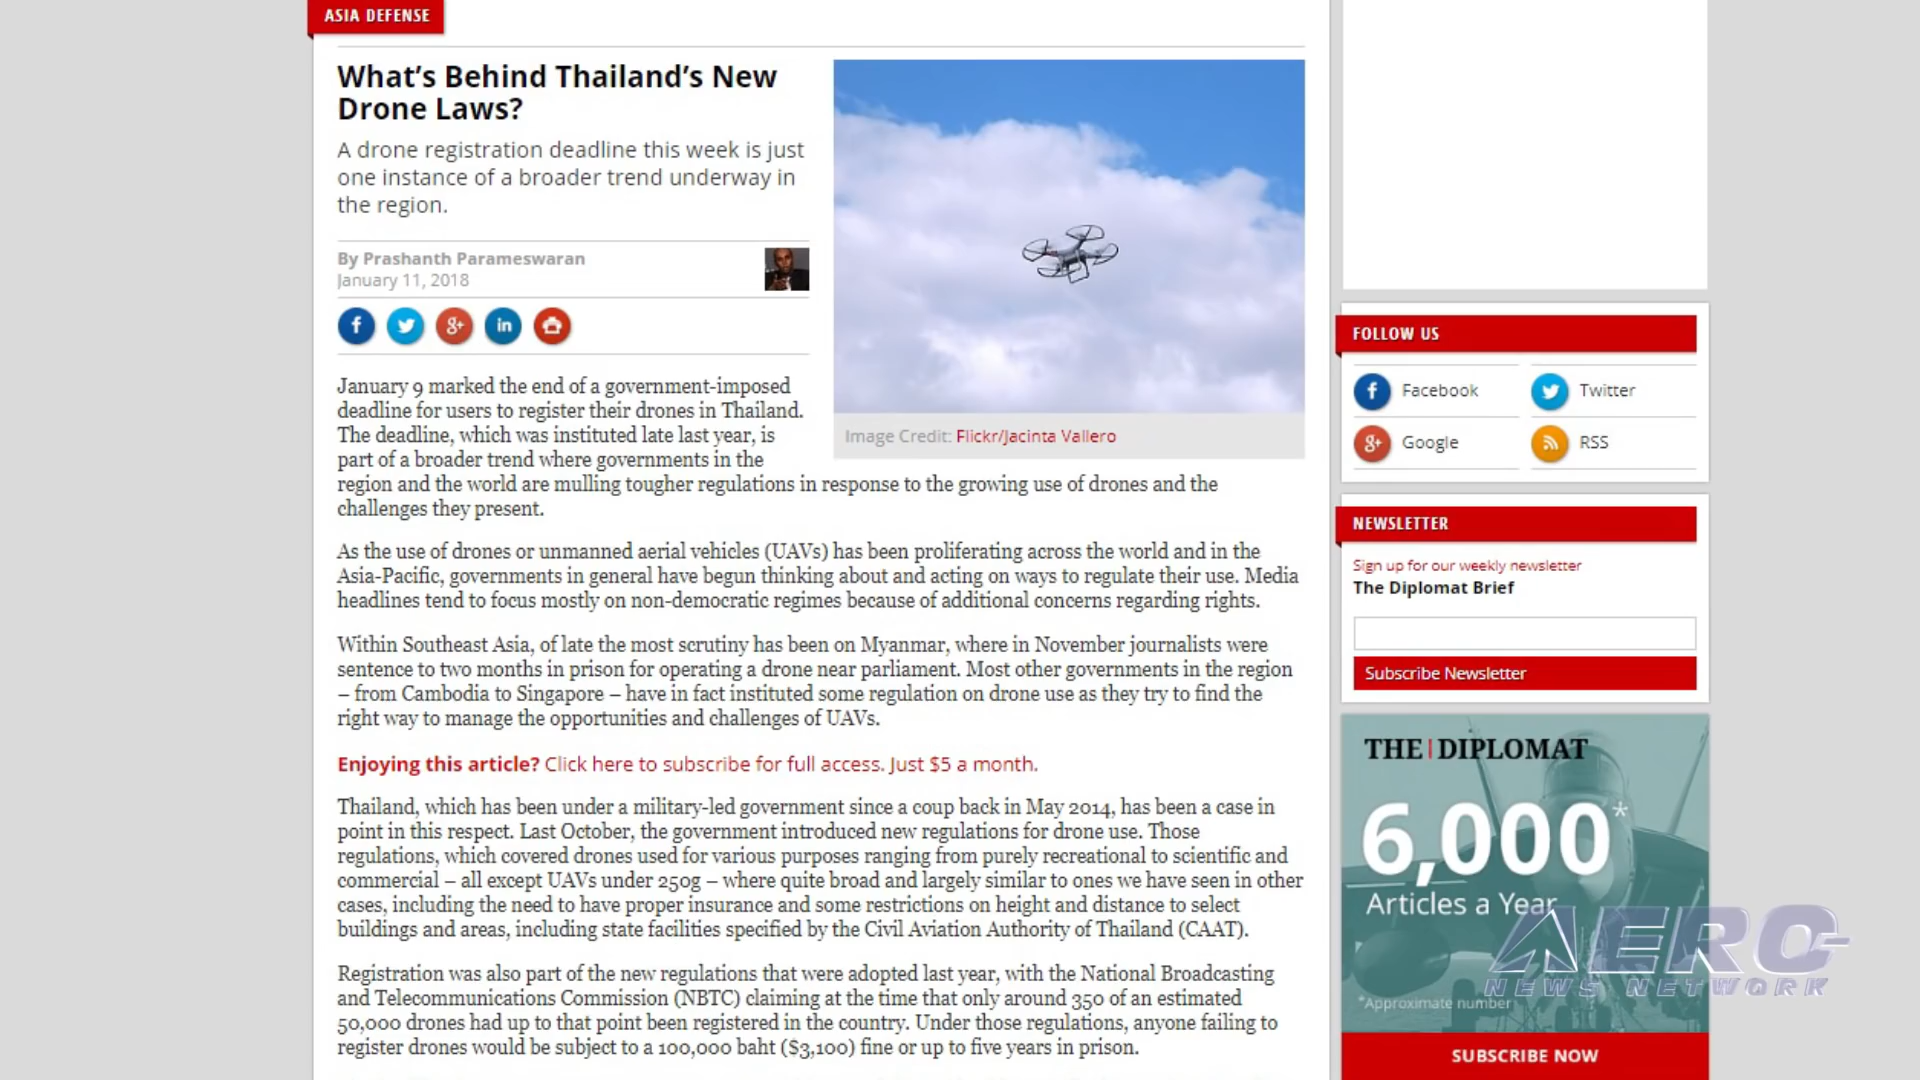 ASIA DEFENSE
What's Behind Thailand's New
Drone Laws?
A drone registration deadline this week is just
one instance of a broader trend underway in
the region.
By Prashanth Parameswaran
January 11, 2018
f
g+
in
Image Credit: Flickr/Jacinta Vallero
January 9 marked the end of a government-imposed
deadline for users to register their drones in Thailand.
The deadline, which was instituted late last year, is
part of a broader trend where governments in the
region and the world are mulling tougher regulations in response to the growing use of drones and the
challenges they present.
As the use of drones or unmanned aerial vehicles (UAVs) has been proliferating across the world and in the
Asia-Pacific, governments in general have begun thinking about and acting on ways to regulate their use. Media
headlines tend to focus mostly on non-democratic regimes because of additional concerns regarding rights.
Within Southeast Asia, of late the most scrutiny has been on Myanmar, where in November journalists were
sentence to two months in prison for operating a drone near parliament. Most other governments in the region
– from Cambodia to Singapore – have in fact instituted some regulation on drone use as they try to find the
right way to manage the opportunities and challenges of UAVs.
Enjoying this article? Click here to subscribe for full access. Just $5 a month.
Thailand, which has been under a military-led government since a coup back in May 2014, has been a case in
point in this respect. Last October, the government introduced new regulations for drone use. Those
regulations, which covered drones used for various purposes ranging from purely recreational to scientific and
commercial – all except UAVs under 250g – where quite broad and largely similar to ones we have seen in other
cases, including the need to have proper insurance and some restrictions on height and distance to select
buildings and areas, including state facilities specified by the Civil Aviation Authority of Thailand (CAAT).
Registration was also part of the new regulations that were adopted last year, with the National Broadcasting
and Telecommunications Commission (NBTC) claiming at the time that only around 350 of an estimated
50,000 drones had up to that point been registered in the country. Under those regulations, anyone failing to
register drones would be subject to a 100,000 baht ($3,100) fine or up to five years in prison.
FOLLOW US
f Facebook
Twitter
g+ Google
RSS
NEWSLETTER
Sign up for our weekly newsletter
The Diplomat Brief
Subscribe Newsletter
THE|DIPLOMAT
6,000*
Articles a Year
*Approximate number
SUBSCRIBE NOW
AERO-
NEWS NETWORK